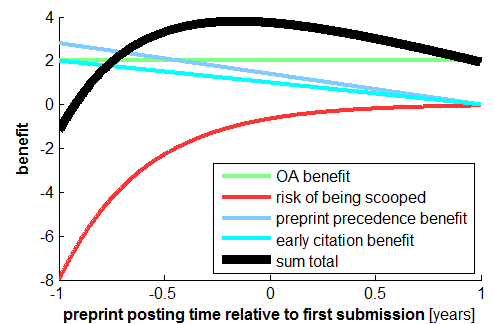 4
2
0
-2
-4
-6
-8
benefit
OA benefit
risk of being scooped
preprint precedence benefit
early citation benefit
sum total
-1 -0.5 0 0.5 1
preprint posting time relative to first submission [years]